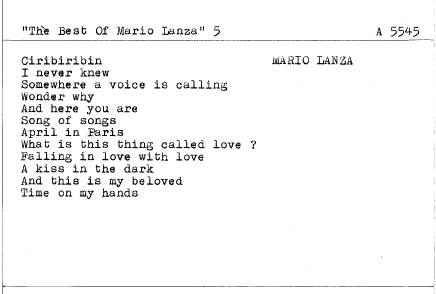 "The Best Of Mario Lanza" 5 A 5545
Ciribiribin MARIO LANZA
I never knew
Somewhere a voice is calling
Wonder why
And here you are
Song of songs
April in Paris
What is this thing called love ?
Falling in love with love
A kiss in the dark
And this is my beloved
Time on my hands